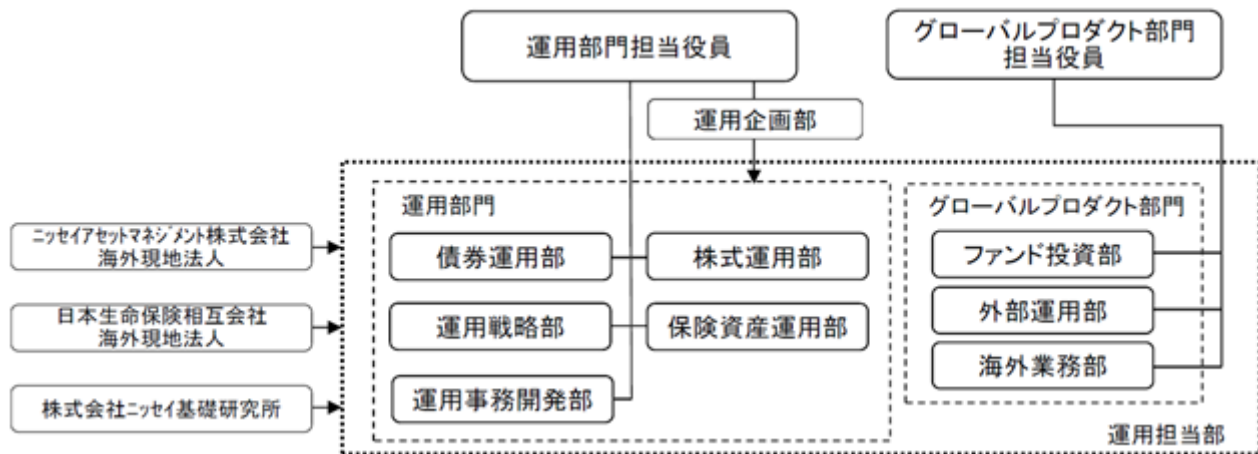 運用部門担当役員
グローバルプロダクト部門
担当役員
運用企画部
運用部門
グローバルプロダクト部門
ニッセイアセットマネジメント株式会社
海外現地法人
債券運用部
株式運用部
ファンド投資部
日本生命保険相互会社
海外現地法人
運用戦略部
保険資産運用部
外部運用部
海外業務部
株式会社ニッセイ基礎研究所
運用事務開発部
運用担当部